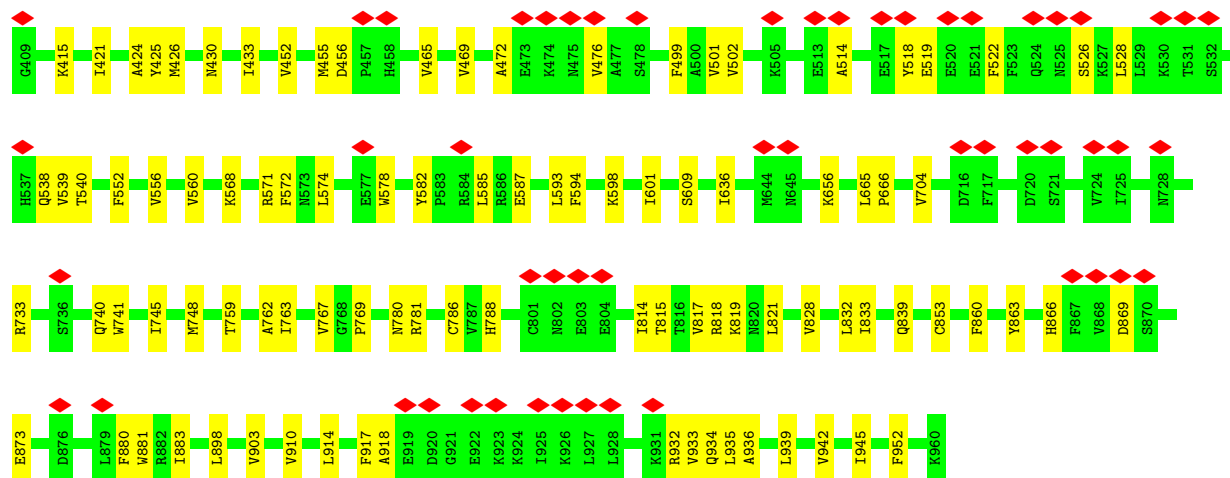 G409 K415 I421 A424 Y425 M426 N430 I433 V452 M455 D456 P457 H458 V465 V469 A472 E473 K474 N475 V476 A477 S478 F499 A500 V501 V502 K505 E513 A514 E517 Y518 E519 E520 E521 F522 F523 Q524 N525 S526 K527 L528 L529 K530 T531 S532
H537 Q538 V539 T540 F552 V556 V560 K568 R571 F572 N573 L574 E577 W578 Y582 P583 R584 L585 R586 E587 L593 F594 K598 I601 S609 I636 M644 N645 K656 L665 P666 V704 D716 F717 D720 S721 V724 I725 N728
R733 S736 Q740 W741 I745 M748 T759 A762 I763 V767 G768 P769 N780 R781 C786 V787 H788 C801 N802 E803 E804 I814 T815 T816 V817 R818 K819 N820 L821 V828 L832 I833 Q839 C853 F860 Y863 H866 F867 V868 D869 S870
E873 D876 L879 F880 W881 R882 I883 L898 V903 V910 L914 F917 A918 E919 D920 G921 E922 K923 K924 I925 K926 L927 L928 K931 R932 V933 Q934 L935 A936 L939 V942 I945 F952 K960